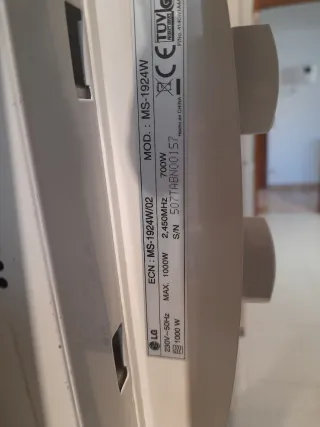 LG
230V~50Hz
1000 W
ECN : MS-1924W/02
MAX. 1000W 2,450MHz 700W
S/N 507TABN00157
MOD. : MS-1924W
CE
MADE IN CHINA
TÜV